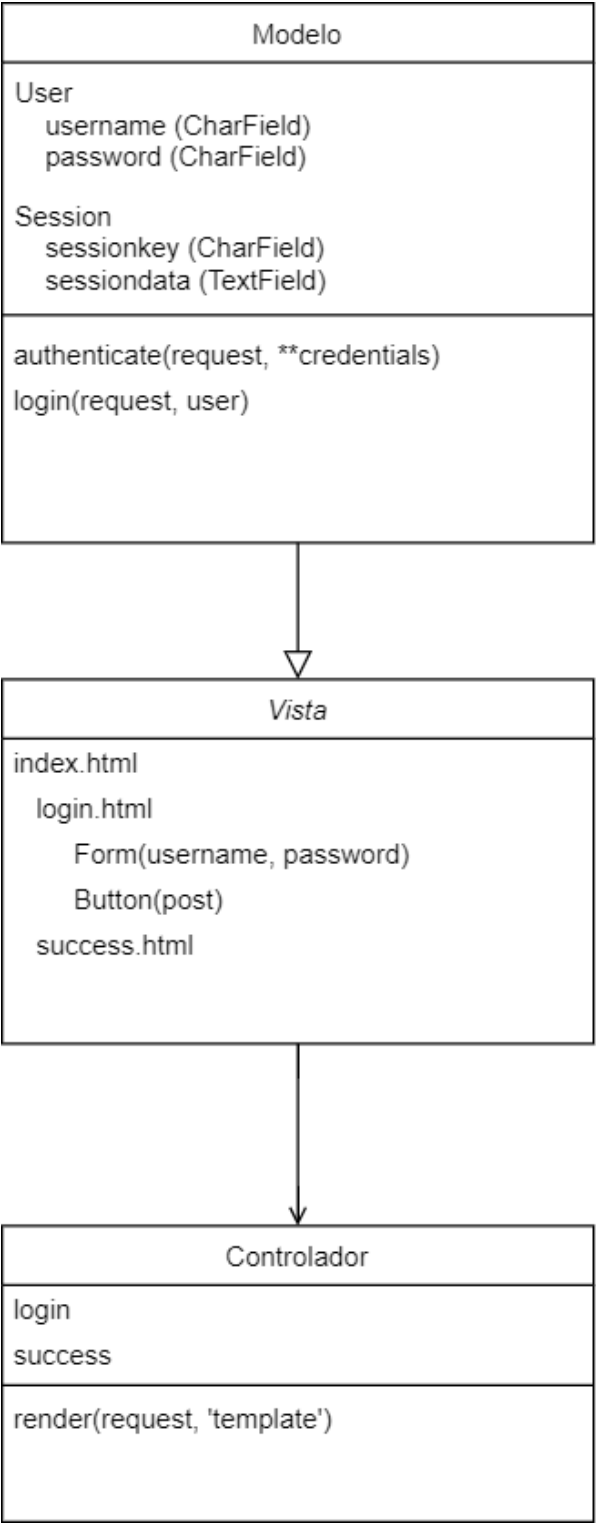 Modelo
User
username (CharField)
password (CharField)
Session
sessionkey (CharField)
sessiondata (TextField)
authenticate(request, **credentials)
login(request, user)
Vista
index.html
login.html
Form(username, password)
Button(post)
success.html
Controlador
login
success
render(request, 'template')